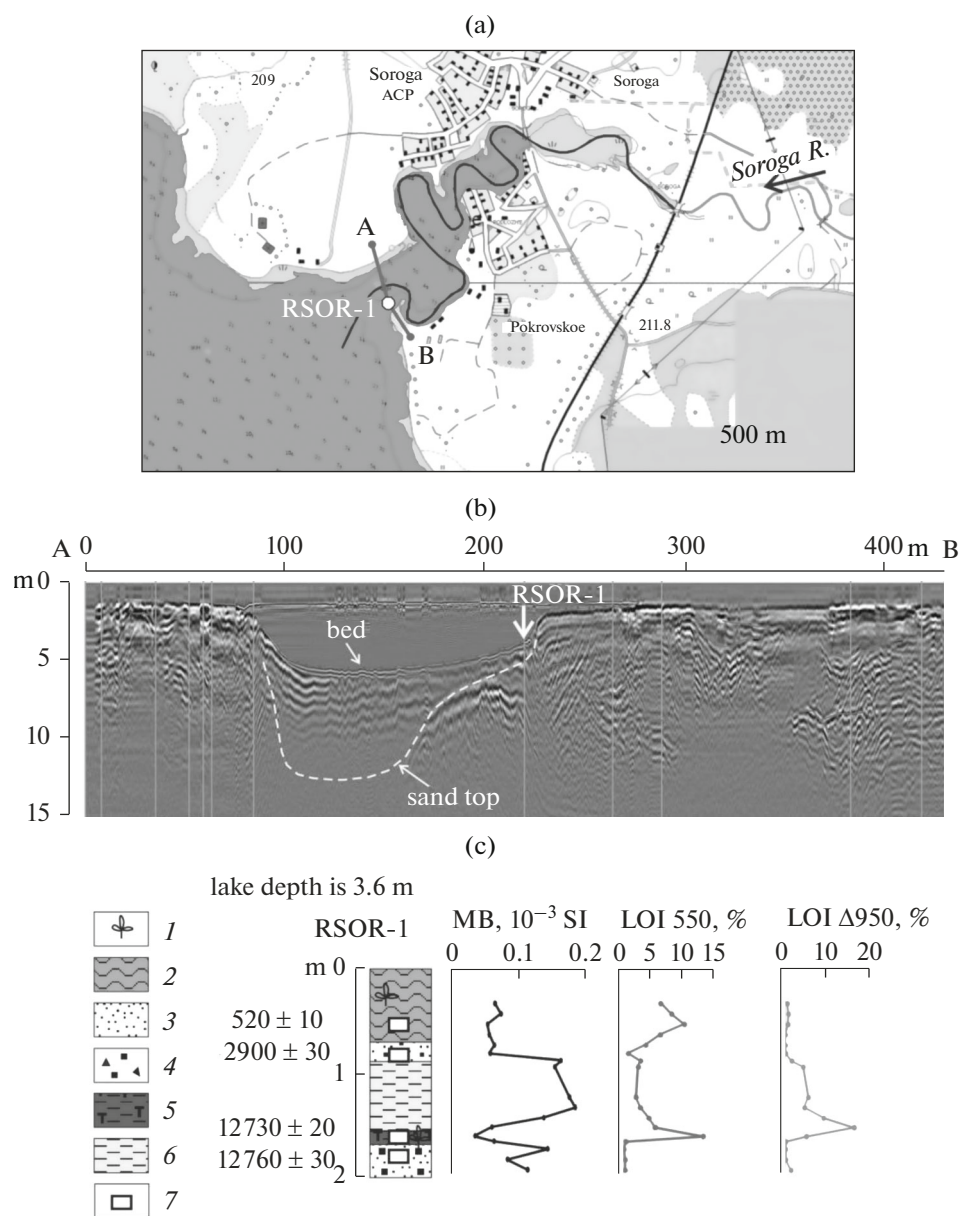 (a)
209
Soroga
ACP
Soroga
Soroga R.
A
RSOR-1
B
Pokrovskoe
211.8
500 m
(b)
A 0 100 200 300 400 m B
m 0
RSOR-1
bed
5
10
sand top
15
(c)
lake depth is 3.6 m
RSOR-1
MB, 10⁻³ SI
LOI 550, %
LOI Δ950, %
m 0
0 0.1 0.2
0 5 10 15
0 10 20
1
2
3
4
5
6
7
520 ± 10
2900 ± 30
1
12730 ± 20
12760 ± 30
2